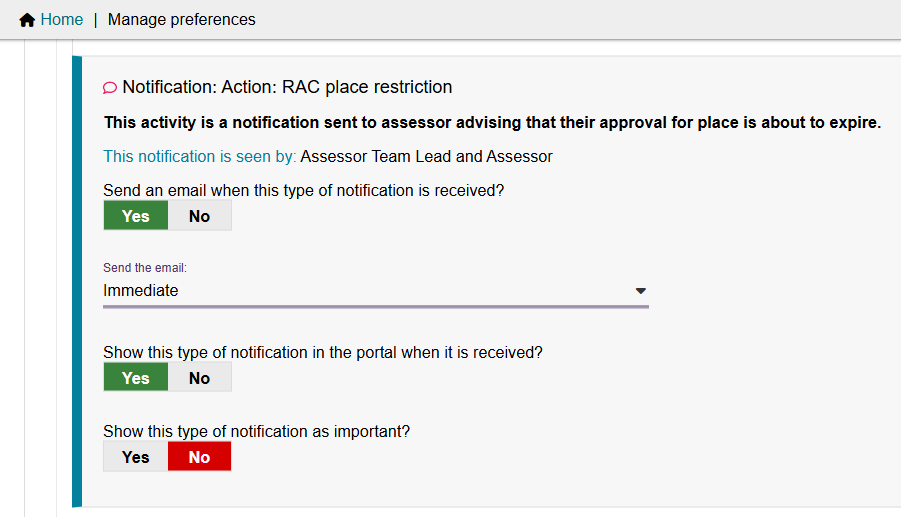 Home | Manage preferences
Notification: Action: RAC place restriction
This activity is a notification sent to assessor advising that their approval for place is about to expire.
This notification is seen by: Assessor Team Lead and Assessor
Send an email when this type of notification is received?
Yes No
Send the email:
Immediate
Show this type of notification in the portal when it is received?
Yes No
Show this type of notification as important?
Yes No